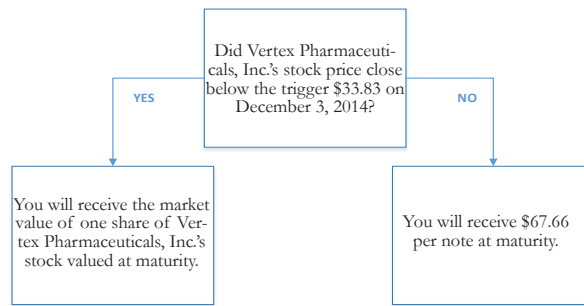 Did Vertex Pharmaceuti-
cals, Inc.'s stock price close
below the trigger $33.83 on
December 3, 2014?
YES
NO
You will receive the market
value of one share of Ver-
tex Pharmaceuticals, Inc.'s
stock valued at maturity.
You will receive $67.66
per note at maturity.